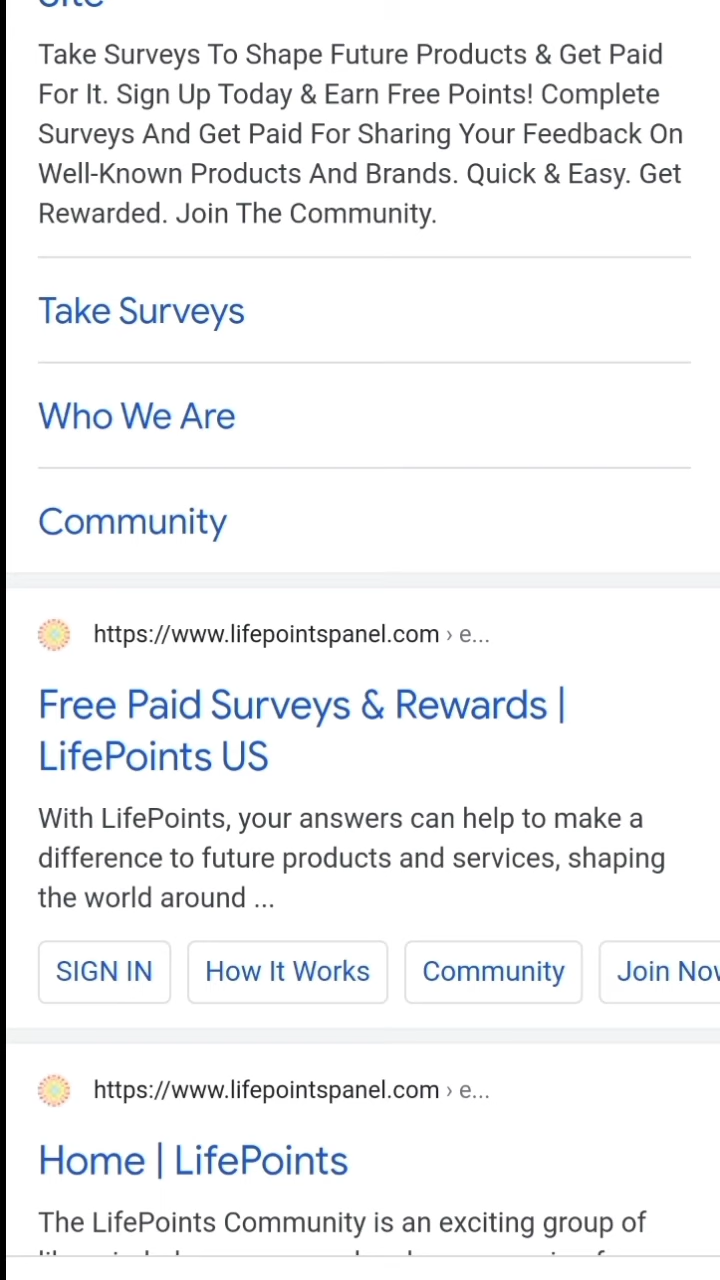 Site
Take Surveys To Shape Future Products & Get Paid
For It. Sign Up Today & Earn Free Points! Complete
Surveys And Get Paid For Sharing Your Feedback On
Well-Known Products And Brands. Quick & Easy. Get
Rewarded. Join The Community.
Take Surveys
Who We Are
Community
https://www.lifepointspanel.com › e...
Free Paid Surveys & Rewards |
LifePoints US
With LifePoints, your answers can help to make a
difference to future products and services, shaping
the world around ...
SIGN IN How It Works Community Join Nov
https://www.lifepointspanel.com › e...
Home | LifePoints
The LifePoints Community is an exciting group of